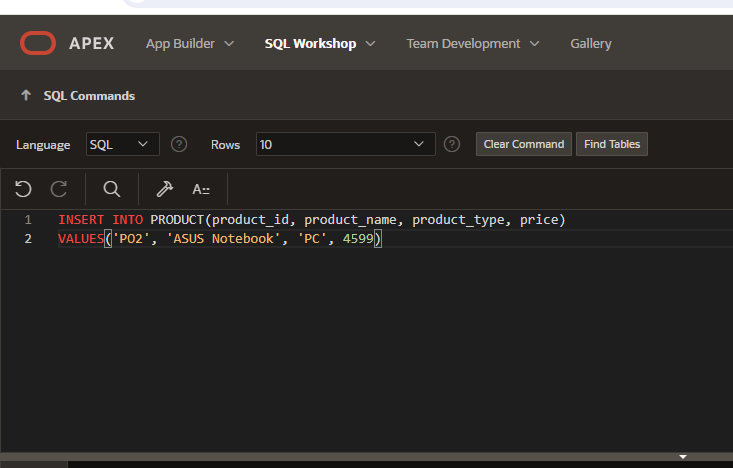 APEX App Builder SQL Workshop Team Development Gallery
SQL Commands
Language SQL ? Rows 10 ? Clear Command Find Tables
A
1 INSERT INTO PRODUCT(product_id, product_name, product_type, price)
2 VALUES('PO2', 'ASUS Notebook', 'PC', 4599)